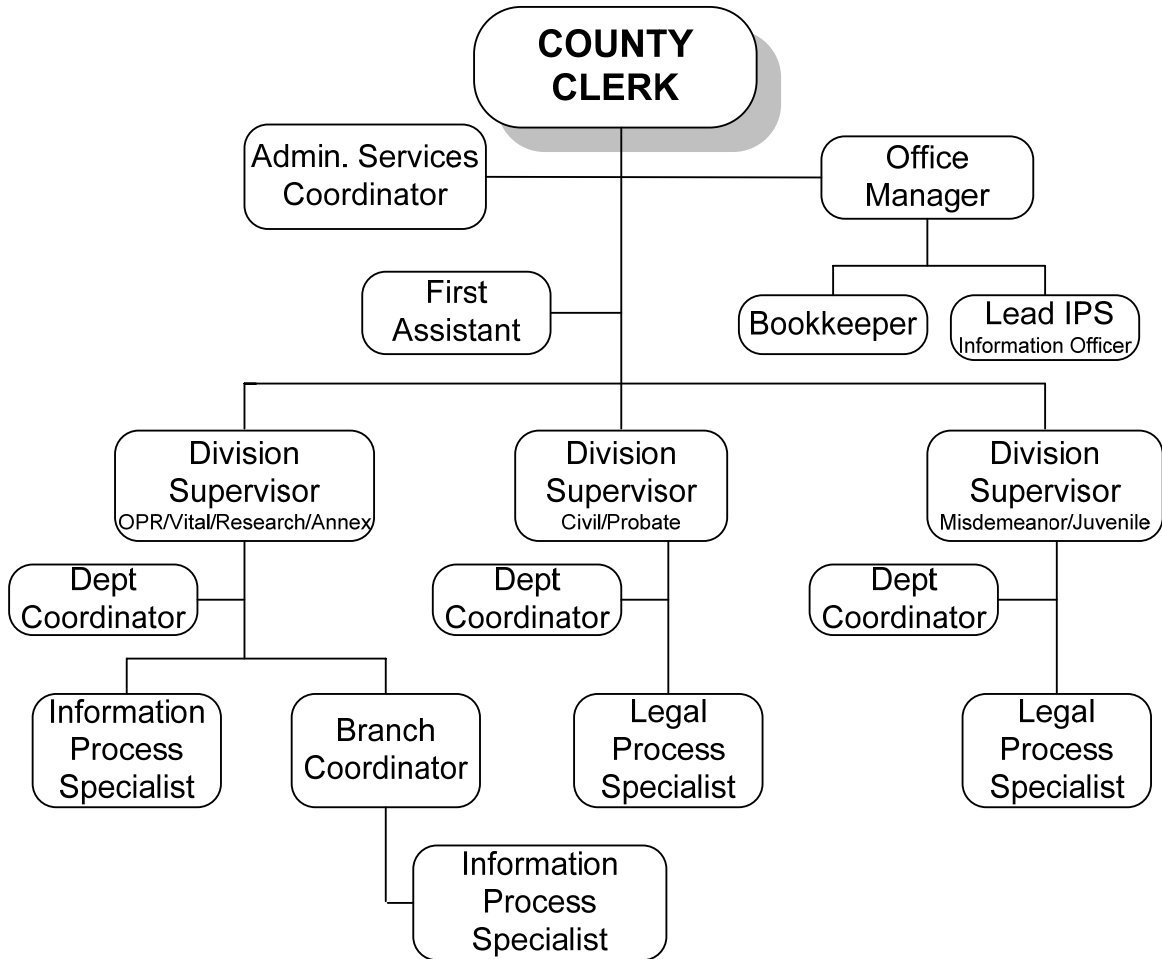 COUNTY
CLERK
Admin. Services
Coordinator
Office
Manager
First
Assistant
Bookkeeper
Lead IPS
Information Officer
Division
Supervisor
OPR/Vital/Research/Annex
Division
Supervisor
Civil/Probate
Division
Supervisor
Misdemeanor/Juvenile
Dept
Coordinator
Dept
Coordinator
Dept
Coordinator
Information
Process
Specialist
Branch
Coordinator
Legal
Process
Specialist
Legal
Process
Specialist
Information
Process
Specialist